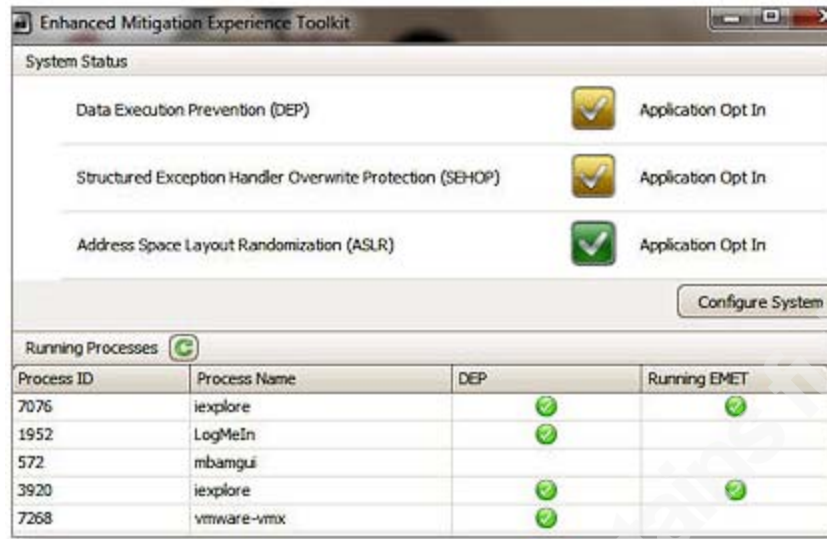 Enhanced Mitigation Experience Toolkit
System Status
Data Execution Prevention (DEP) Application Opt In
Structured Exception Handler Overwrite Protection (SEHOP) Application Opt In
Address Space Layout Randomization (ASLR) Application Opt In
Configure System
Running Processes
Process ID Process Name DEP Running EMET
7076 iexplore
1952 LogMeIn
572 mbamgui
3920 iexplore
7268 vmware-vmx